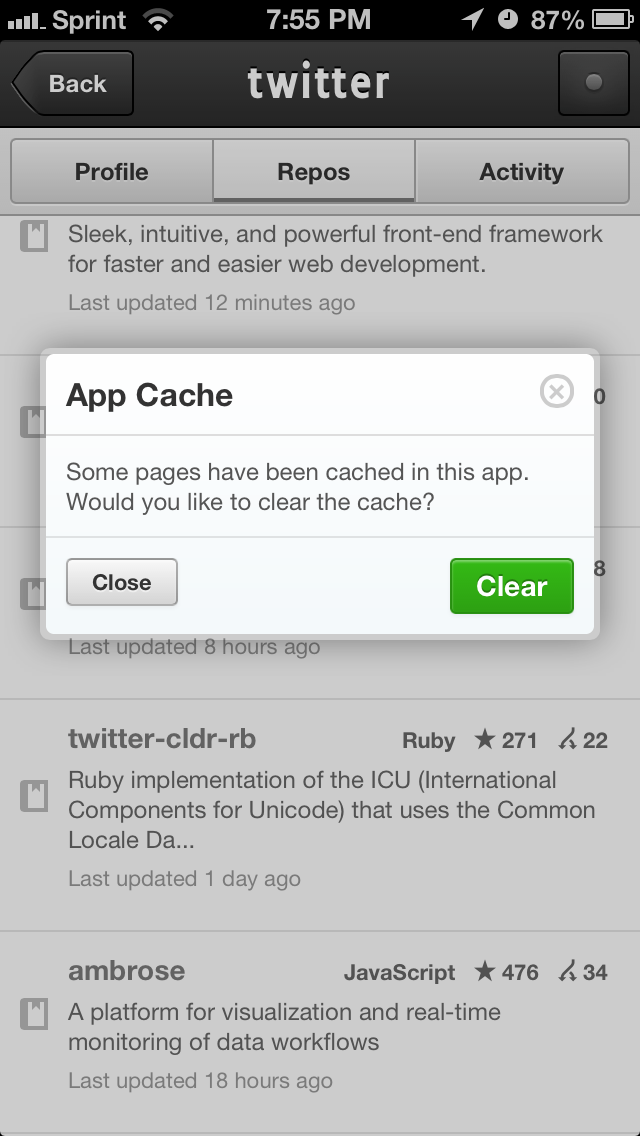 Sprint 7:55 PM 87%
Back twitter
Profile Repos Activity
Sleek, intuitive, and powerful front-end framework
for faster and easier web development.
Last updated 12 minutes ago
App Cache
Some pages have been cached in this app.
Would you like to clear the cache?
Close Clear
Last updated 8 hours ago
twitter-cldr-rb Ruby ★ 271 22
Ruby implementation of the ICU (International
Components for Unicode) that uses the Common
Locale Da...
Last updated 1 day ago
ambrose JavaScript ★ 476 34
A platform for visualization and real-time
monitoring of data workflows
Last updated 18 hours ago